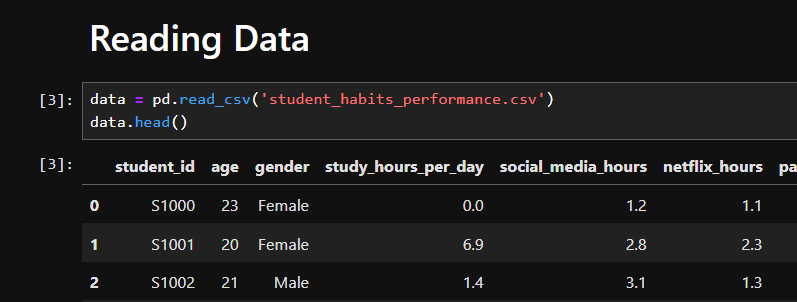 Reading Data
[3]: data = pd.read_csv('student_habits_performance.csv')
data.head()
[3]: student_id age gender study_hours_per_day social_media_hours netflix_hours pa
0 S1000 23 Female 0.0 1.2 1.1
1 S1001 20 Female 6.9 2.8 2.3
2 S1002 21 Male 1.4 3.1 1.3